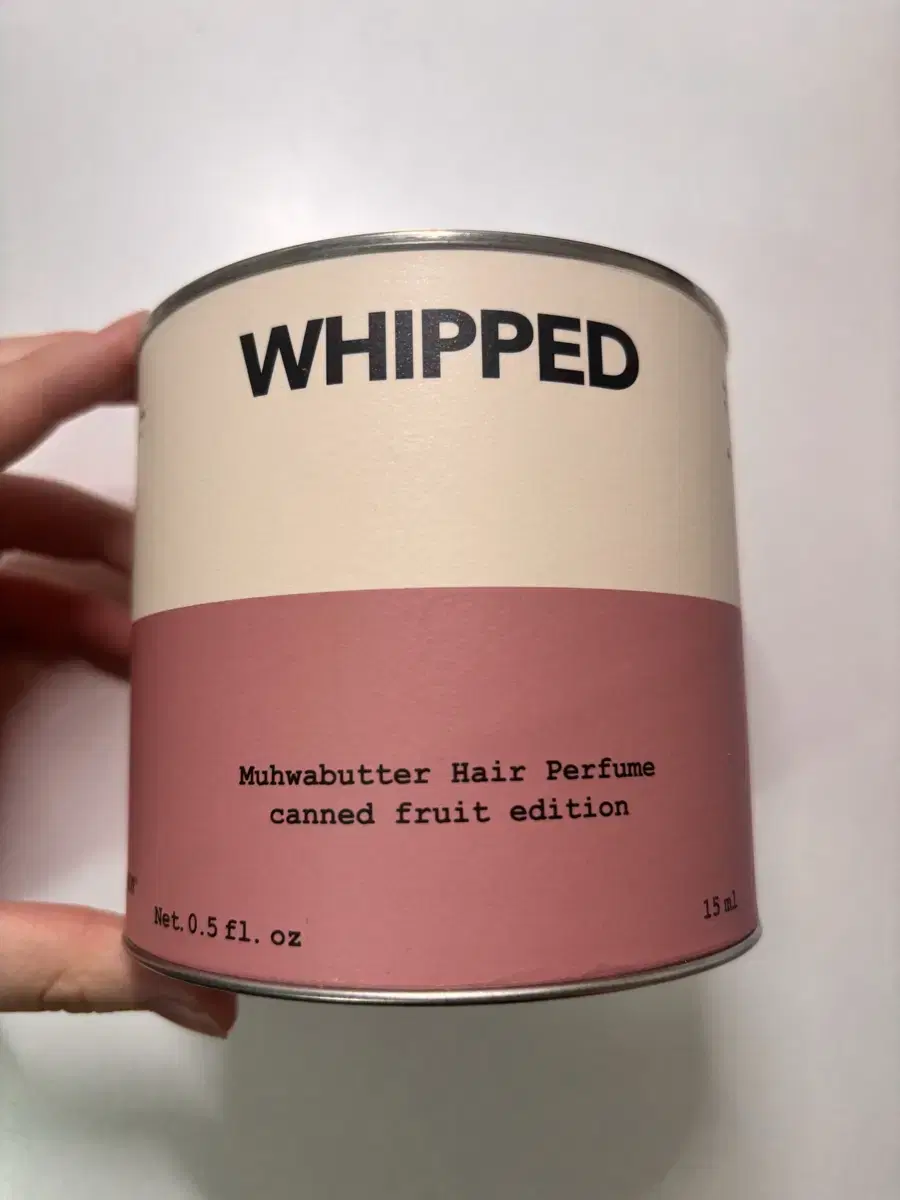 WHIPPED
Muhwabutter Hair Perfume
canned fruit edition
Net. 0.5 fl. oz
15 ml